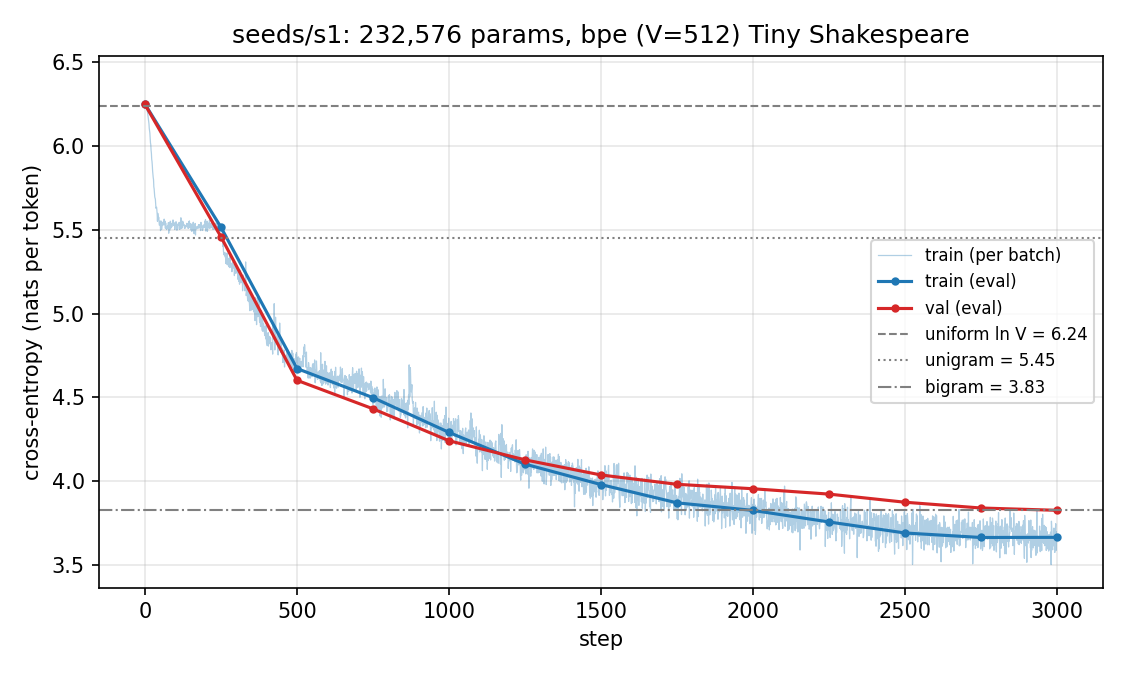 seeds/s1: 232,576 params, bpe (V=512) Tiny Shakespeare
cross-entropy (nats per token)
6.5
6.0
5.5
5.0
4.5
4.0
3.5
train (per batch)
train (eval)
val (eval)
uniform ln V = 6.24
unigram = 5.45
bigram = 3.83
0 500 1000 1500 2000 2500 3000
step